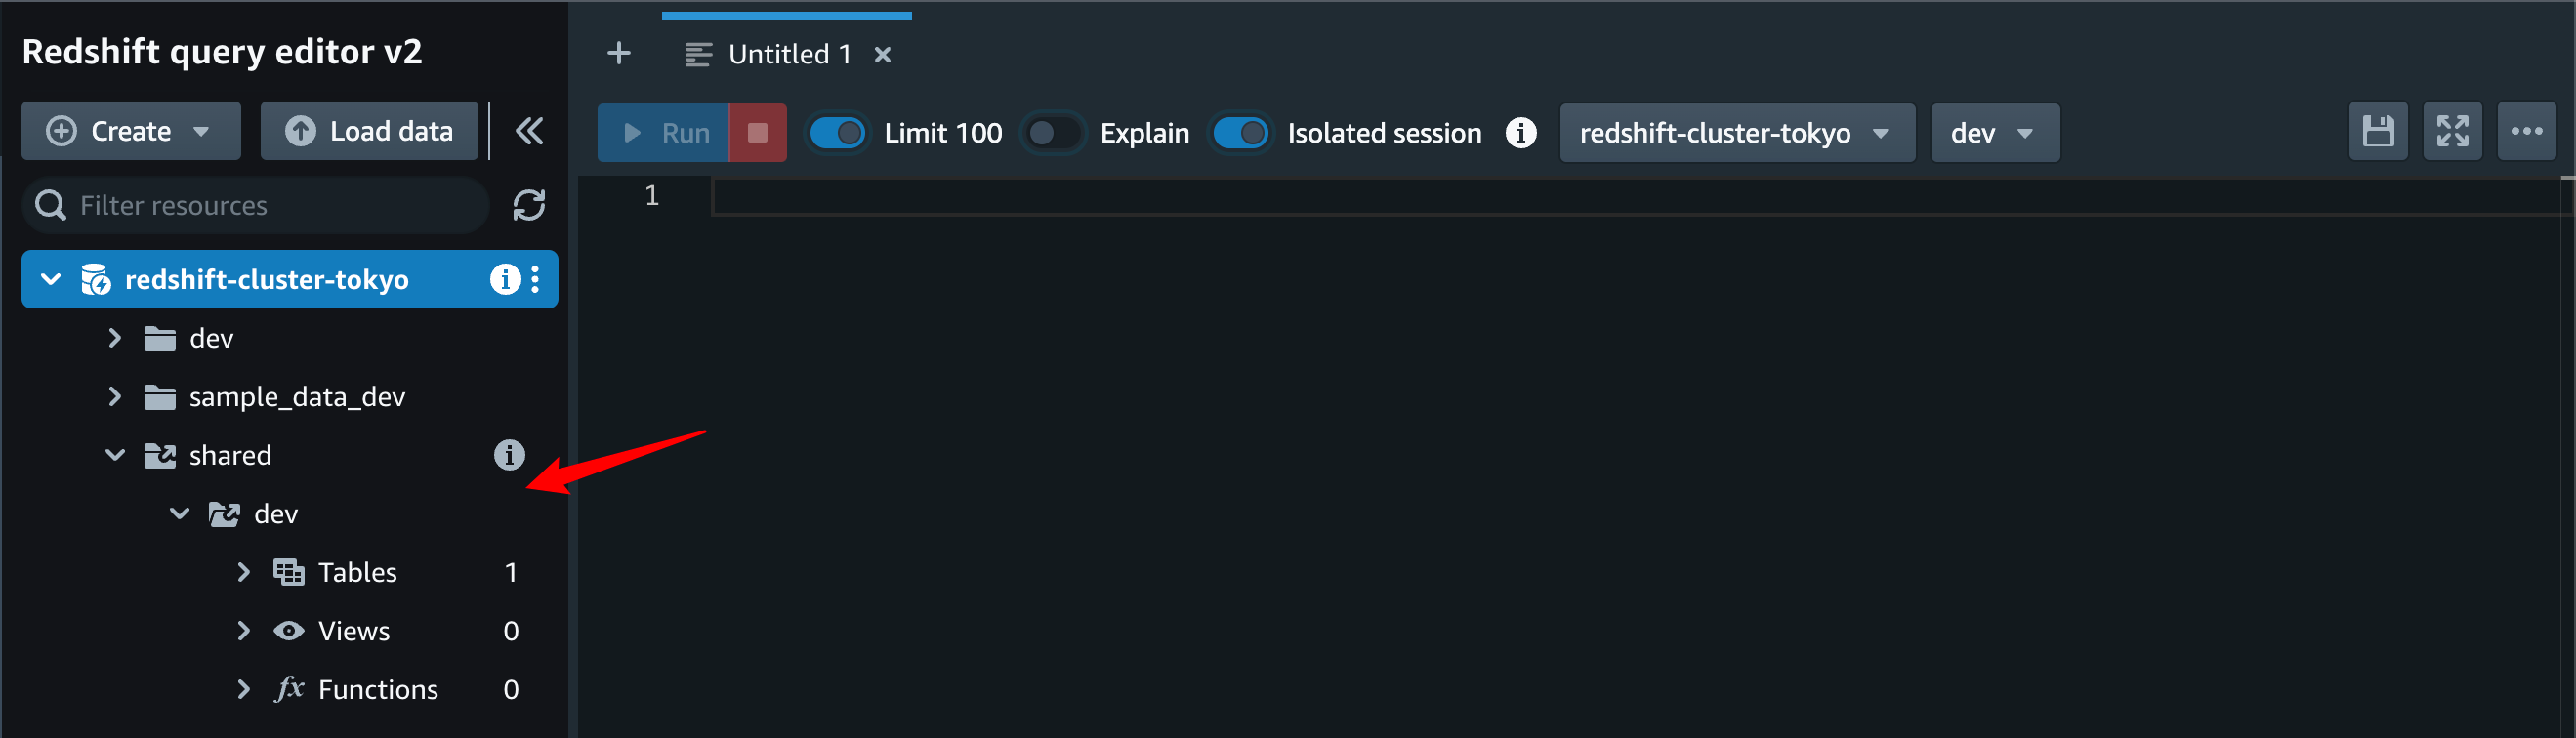 Redshift query editor v2
Create
Load data
Filter resources
redshift-cluster-tokyo
dev
sample_data_dev
shared
dev
Tables 1
Views 0
fx Functions 0
Untitled 1
Run
Limit 100
Explain
Isolated session
redshift-cluster-tokyo
dev
1